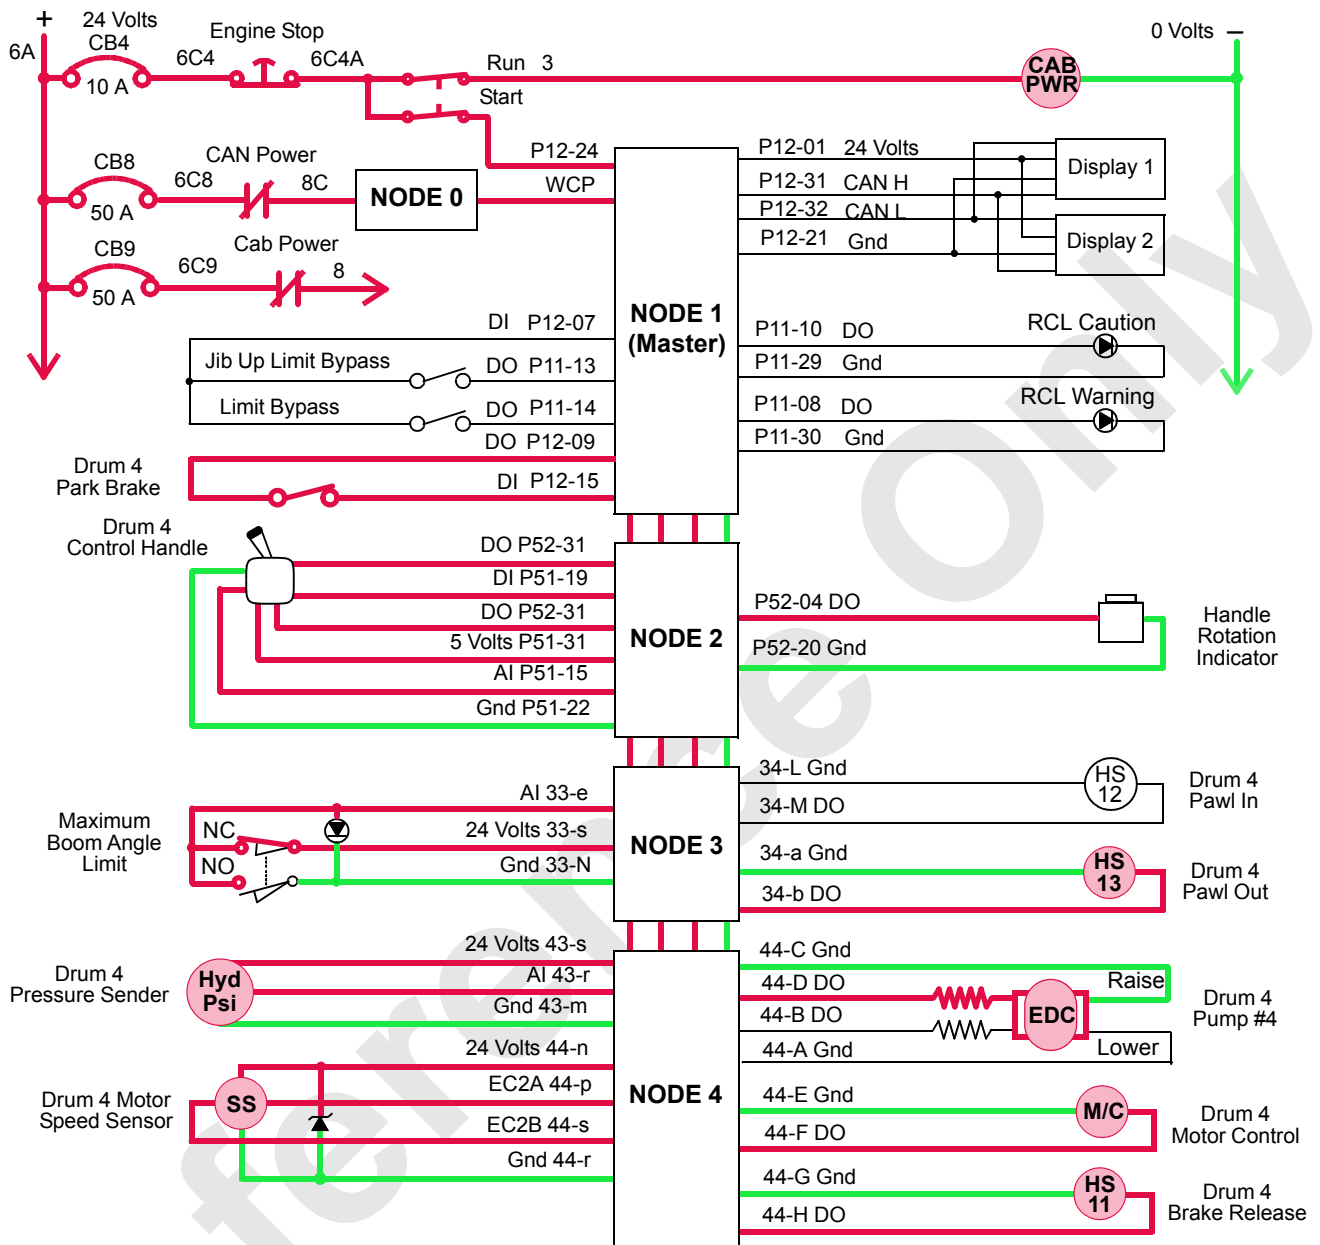 + 24 Volts
0 Volts –
6A
CB4
10 A
6C4
Engine Stop
6C4A
Run 3
Start
CAB
PWR
CB8
50 A
6C8
CAN Power
8C
NODE 0
P12-24
WCP
CB9
50 A
6C9
Cab Power
8
NODE 1
(Master)
P12-01 24 Volts
P12-31 CAN H
P12-32 CAN L
P12-21 Gnd
Display 1
Display 2
DI P12-07
Jib Up Limit Bypass
DO P11-13
Limit Bypass
DO P11-14
DO P12-09
Drum 4
Park Brake
DI P12-15
P11-10 DO
RCL Caution
P11-29 Gnd
P11-08 DO
RCL Warning
P11-30 Gnd
Drum 4
Control Handle
DO P52-31
DI P51-19
DO P52-31
5 Volts P51-31
AI P51-15
Gnd P51-22
NODE 2
P52-04 DO
P52-20 Gnd
Handle
Rotation
Indicator
Maximum
Boom Angle
Limit
NC
NO
AI 33-e
24 Volts 33-s
Gnd 33-N
NODE 3
34-L Gnd
34-M DO
HS
12
Drum 4
Pawl In
34-a Gnd
34-b DO
HS
13
Drum 4
Pawl Out
Drum 4
Pressure Sender
Hyd
Psi
24 Volts 43-s
AI 43-r
Gnd 43-m
Drum 4 Motor
Speed Sensor
SS
24 Volts 44-n
EC2A 44-p
EC2B 44-s
Gnd 44-r
NODE 4
44-C Gnd
44-D DO
44-B DO
44-A Gnd
Raise
EDC
Lower
Drum 4
Pump #4
44-E Gnd
44-F DO
M/C
Drum 4
Motor Control
44-G Gnd
44-H DO
HS
11
Drum 4
Brake Release
ference Only